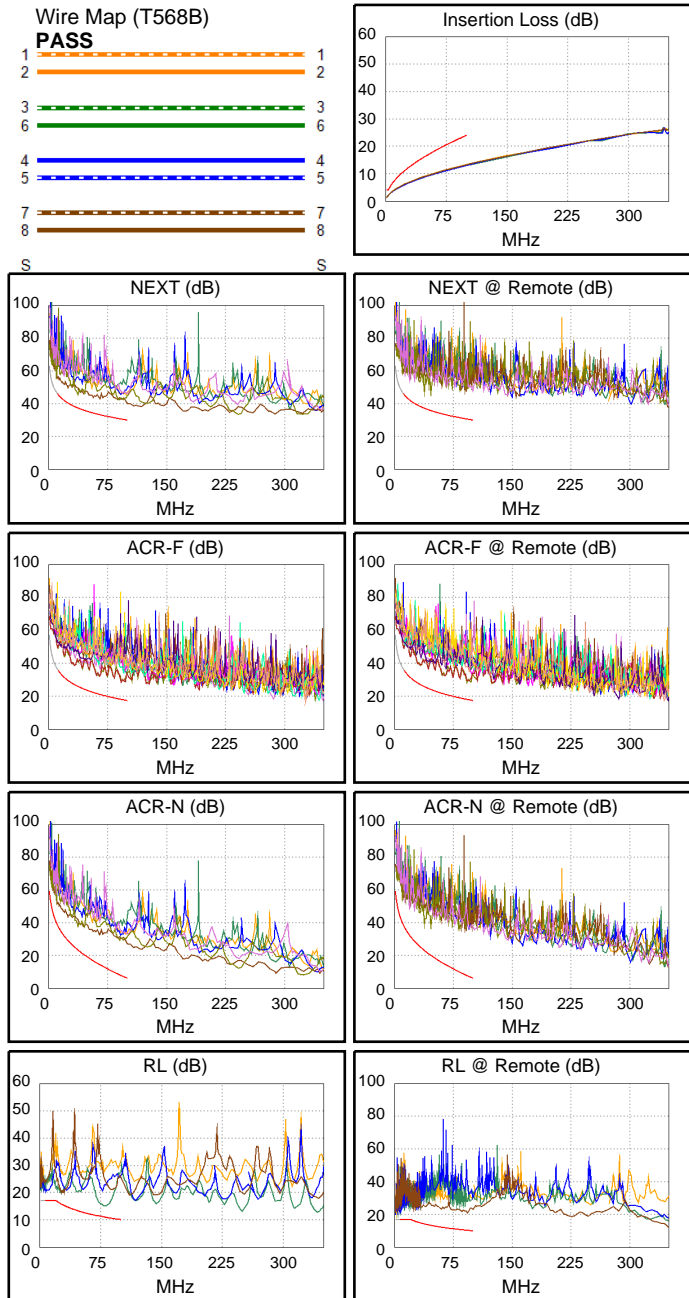 Wire Map (T568B)
PASS
1 1
2 2
3 3
6 6
4 4
5 5
7 7
8 8
S S
Insertion Loss (dB)
60
50
40
30
20
10
0
0 75 150 225 300
MHz
NEXT (dB)
100
80
60
40
20
0
0 75 150 225 300
MHz
NEXT @ Remote (dB)
100
80
60
40
20
0
0 75 150 225 300
MHz
ACR-F (dB)
100
80
60
40
20
0
0 75 150 225 300
MHz
ACR-F @ Remote (dB)
100
80
60
40
20
0
0 75 150 225 300
MHz
ACR-N (dB)
100
80
60
40
20
0
0 75 150 225 300
MHz
ACR-N @ Remote (dB)
100
80
60
40
20
0
0 75 150 225 300
MHz
RL (dB)
60
50
40
30
20
10
0
0 75 150 225 300
MHz
RL @ Remote (dB)
100
80
60
40
20
0
0 75 150 225 300
MHz